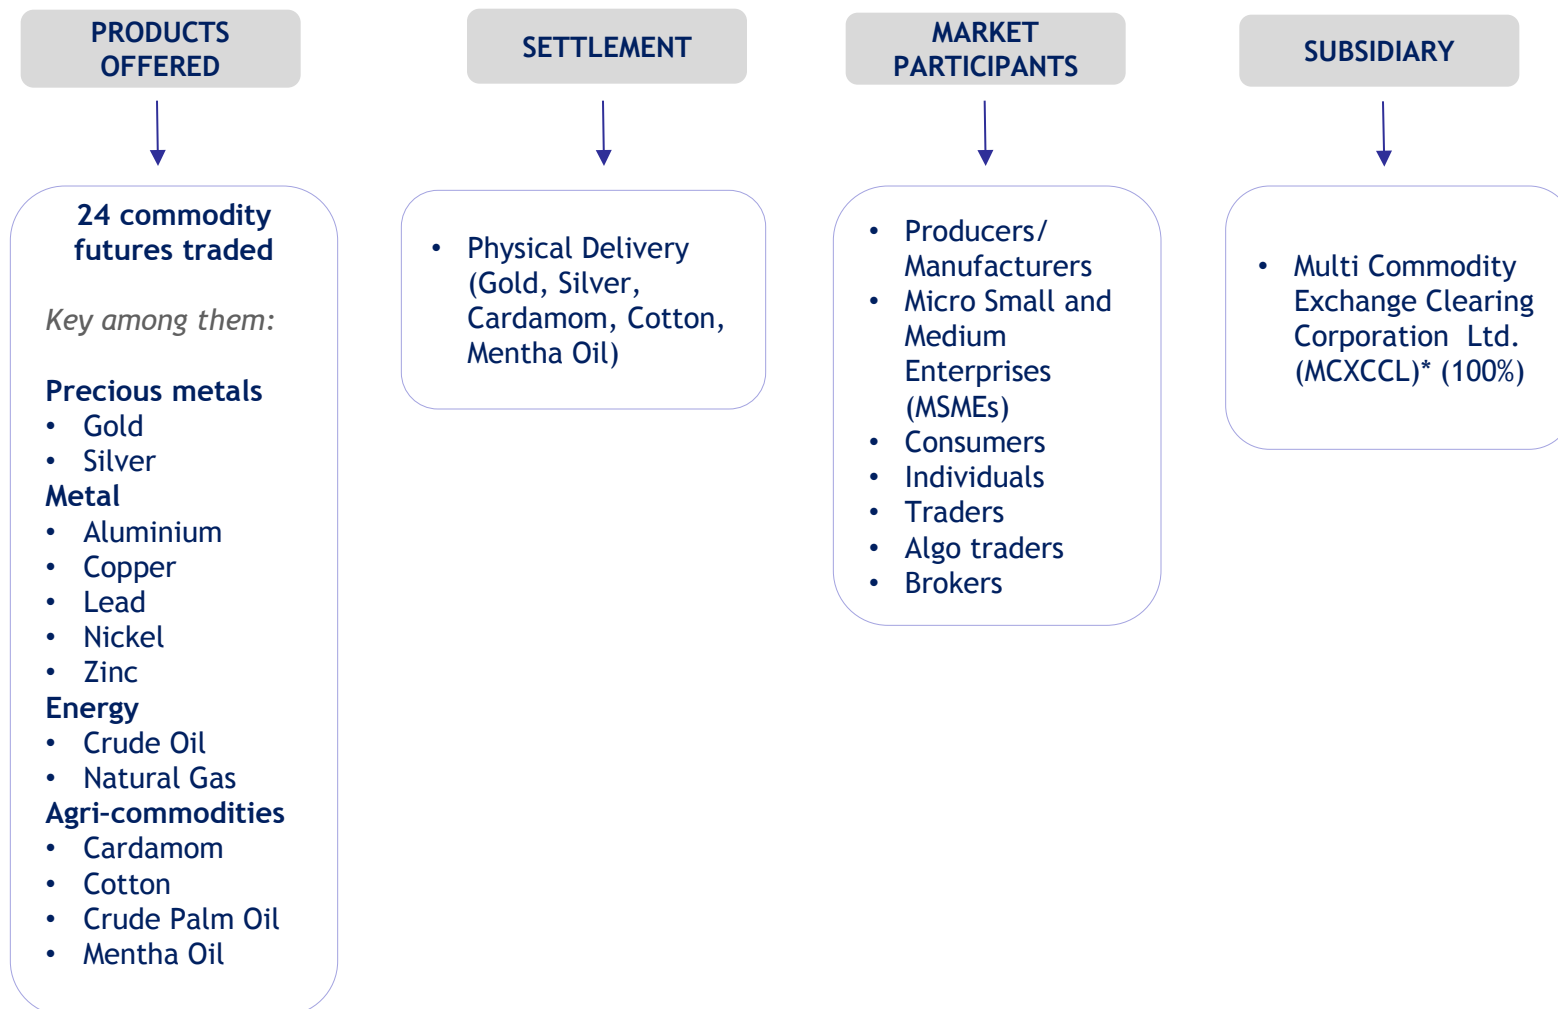 PRODUCTS
OFFERED
24 commodity
futures traded
Key among them:
Precious metals
• Gold
• Silver
Metal
• Aluminium
• Copper
• Lead
• Nickel
• Zinc
Energy
• Crude Oil
• Natural Gas
Agri-commodities
• Cardamom
• Cotton
• Crude Palm Oil
• Mentha Oil
SETTLEMENT
• Physical Delivery
(Gold, Silver,
Cardamom, Cotton,
Mentha Oil)
MARKET
PARTICIPANTS
• Producers/
Manufacturers
• Micro Small and
Medium
Enterprises
(MSMEs)
• Consumers
• Individuals
• Traders
• Algo traders
• Brokers
SUBSIDIARY
• Multi Commodity
Exchange Clearing
Corporation Ltd.
(MCXCCL)* (100%)